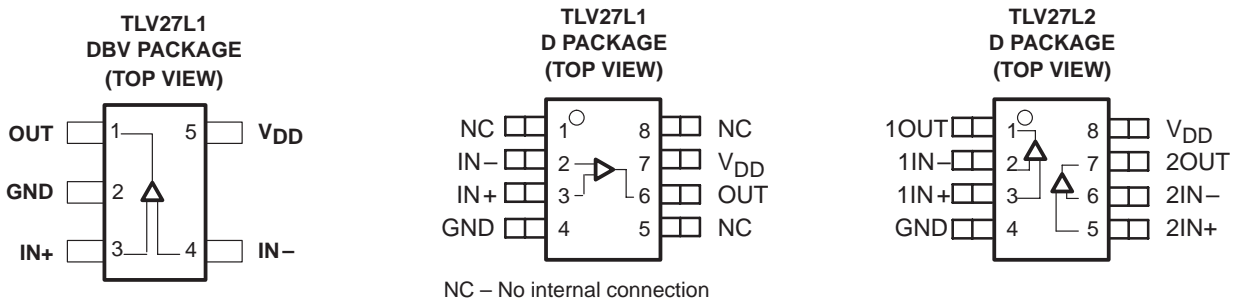 TLV27L1
DBV PACKAGE
(TOP VIEW)
OUT 1 5 VDD
GND 2
IN+ 3 4 IN−
TLV27L1
D PACKAGE
(TOP VIEW)
NC 1 8 NC
IN− 2 7 VDD
IN+ 3 6 OUT
GND 4 5 NC
NC – No internal connection
TLV27L2
D PACKAGE
(TOP VIEW)
1OUT 1 8 VDD
1IN− 2 7 2OUT
1IN+ 3 6 2IN−
GND 4 5 2IN+